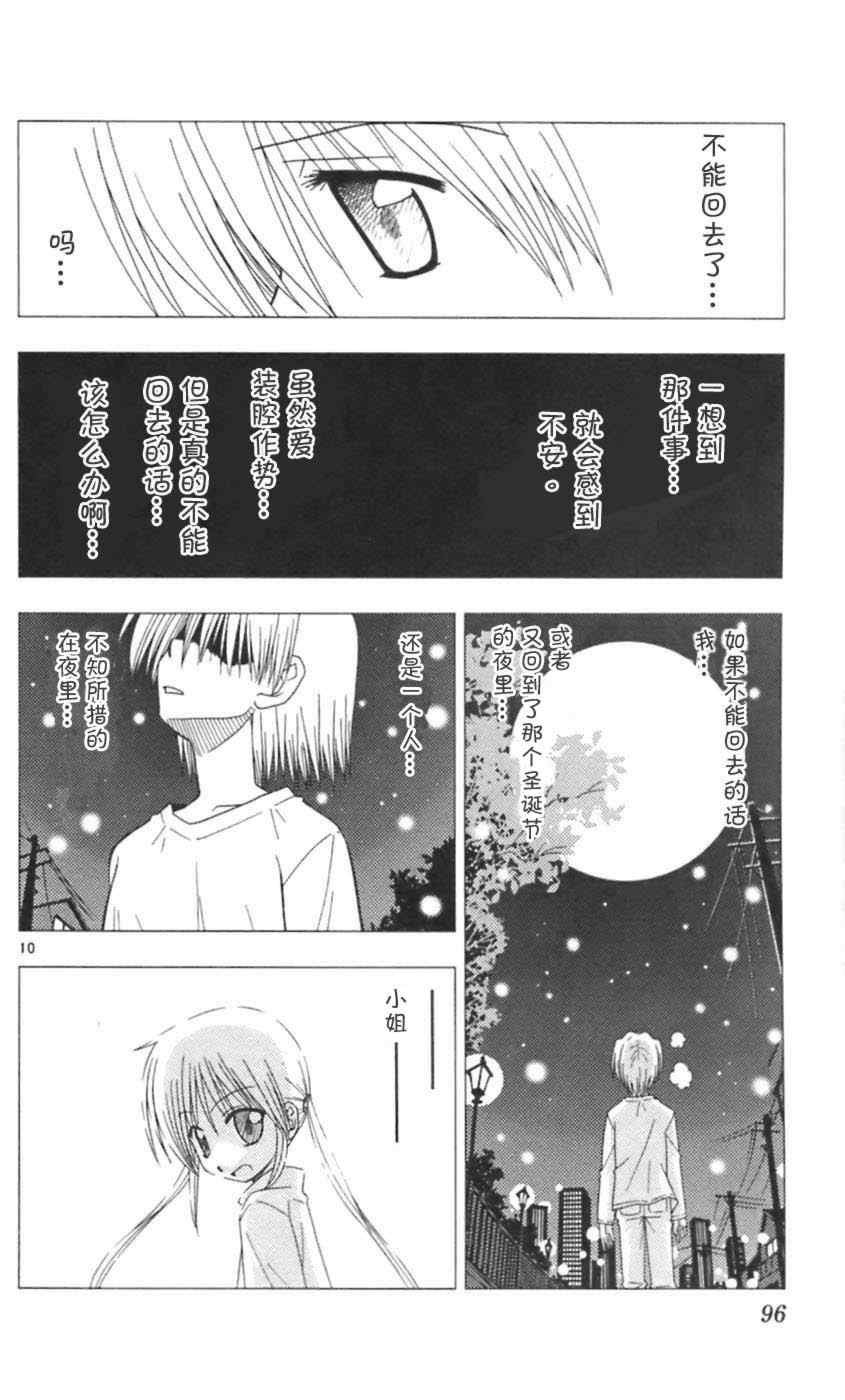 不能回去了…
吗…
一想到
那件事…
就会感到
不安。
虽然爱
装腔作势…
但是真的不能
回去的话…
该怎么办啊…
如果不能回去的话
我…
或者
又回到了那个圣诞节
的夜里…
还是一个人…
不知所措的
在夜里…
10
——小姐——
96